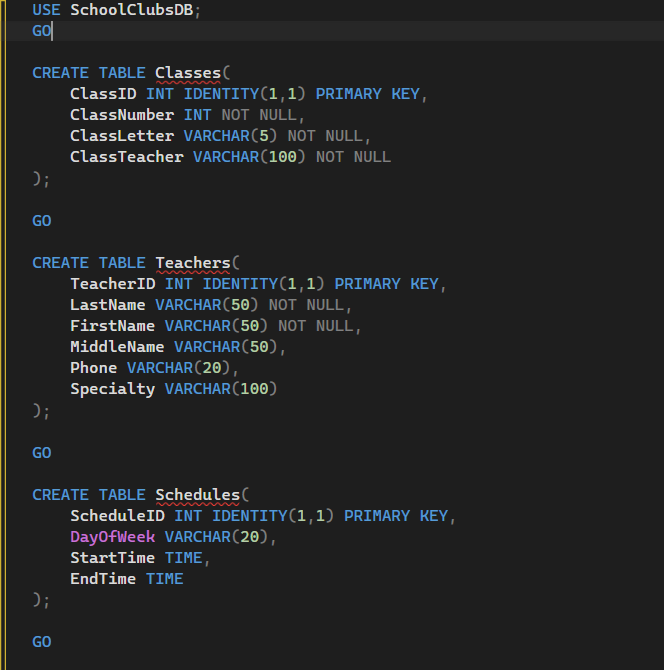 USE SchoolClubsDB;
GO
CREATE TABLE Classes(
ClassID INT IDENTITY(1,1) PRIMARY KEY,
ClassNumber INT NOT NULL,
ClassLetter VARCHAR(5) NOT NULL,
ClassTeacher VARCHAR(100) NOT NULL
);
GO
CREATE TABLE Teachers(
TeacherID INT IDENTITY(1,1) PRIMARY KEY,
LastName VARCHAR(50) NOT NULL,
FirstName VARCHAR(50) NOT NULL,
MiddleName VARCHAR(50),
Phone VARCHAR(20),
Specialty VARCHAR(100)
);
GO
CREATE TABLE Schedules(
ScheduleID INT IDENTITY(1,1) PRIMARY KEY,
DayOfWeek VARCHAR(20),
StartTime TIME,
EndTime TIME
);
GO